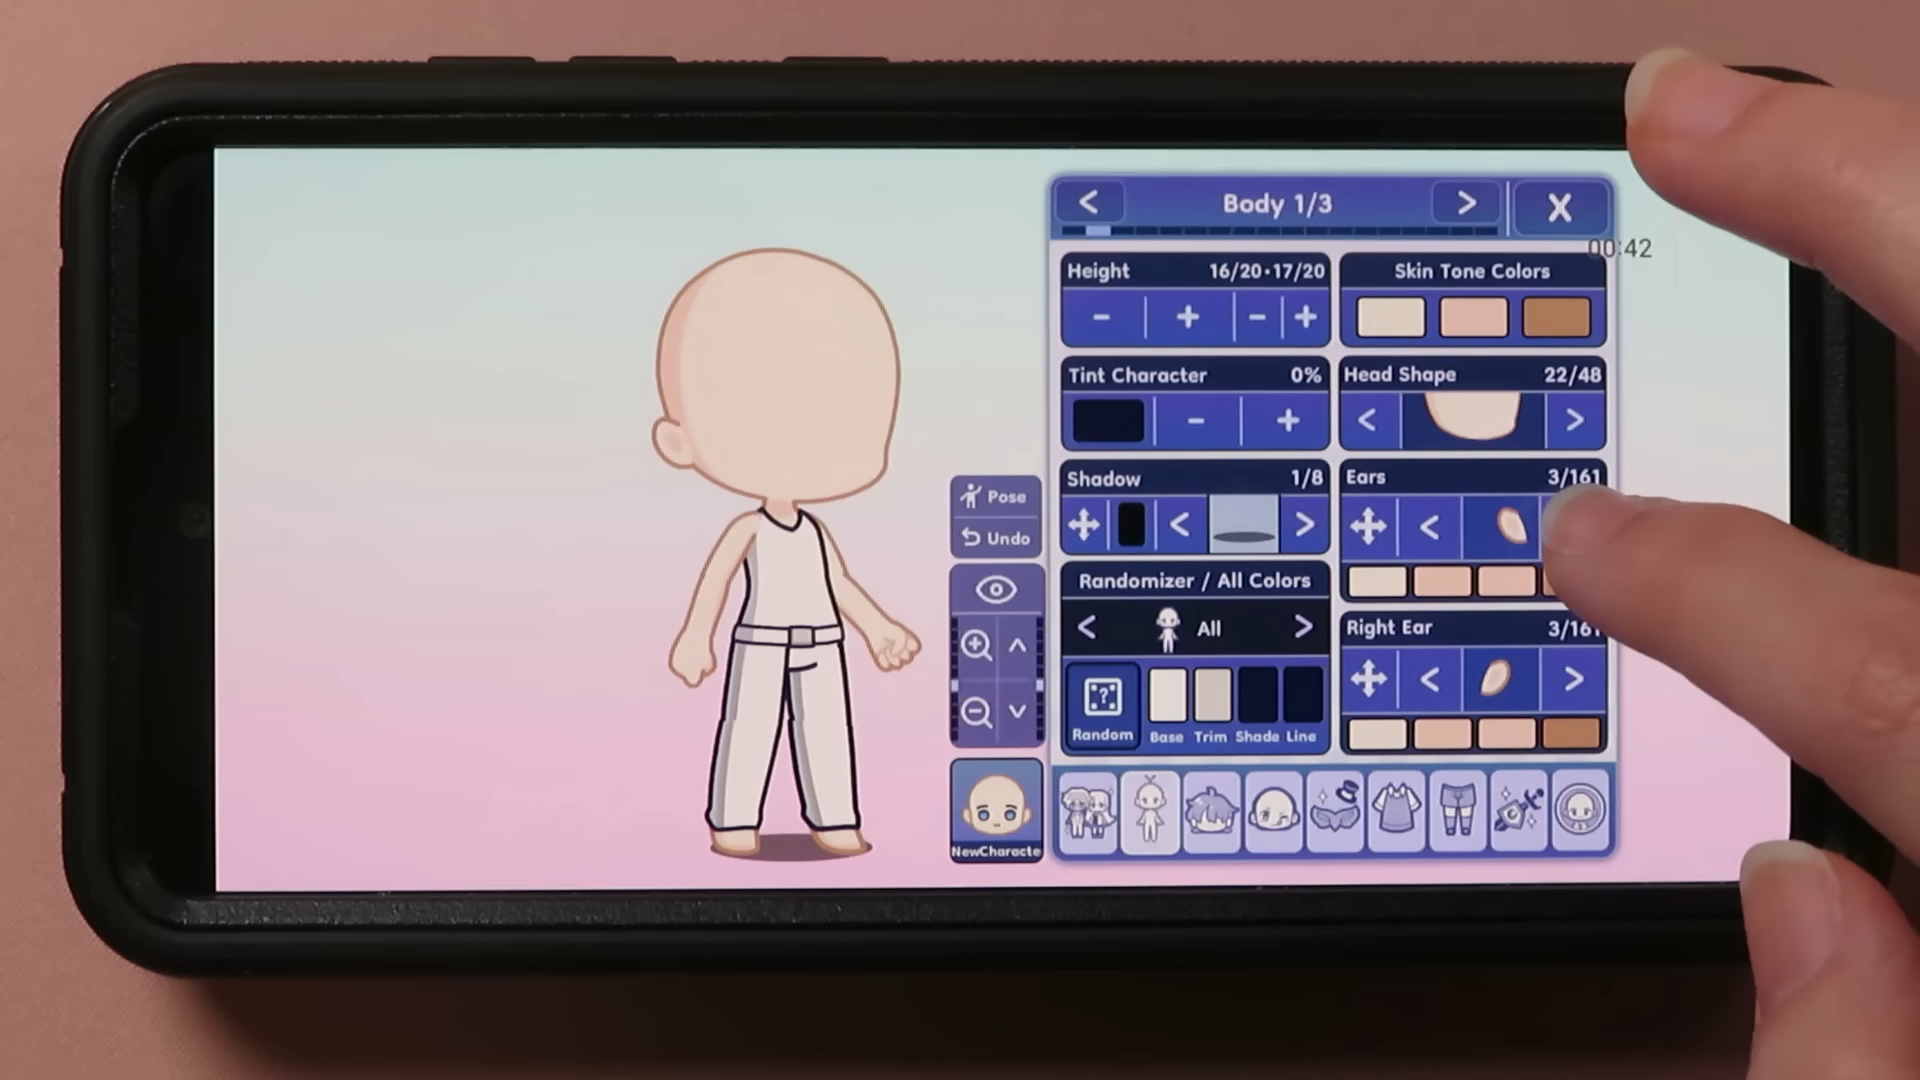 < Body 1/3 > X
00:42
Height 16/20•17/20
- + - +
Skin Tone Colors
Tint Character 0%
- +
Head Shape 22/48
< >
Shadow 1/8
< >
Ears 3/161
<
Pose
Undo
Randomizer / All Colors
< All >
?
Random Base Trim Shade Line
Right Ear 3/161
< >
NewCharacte